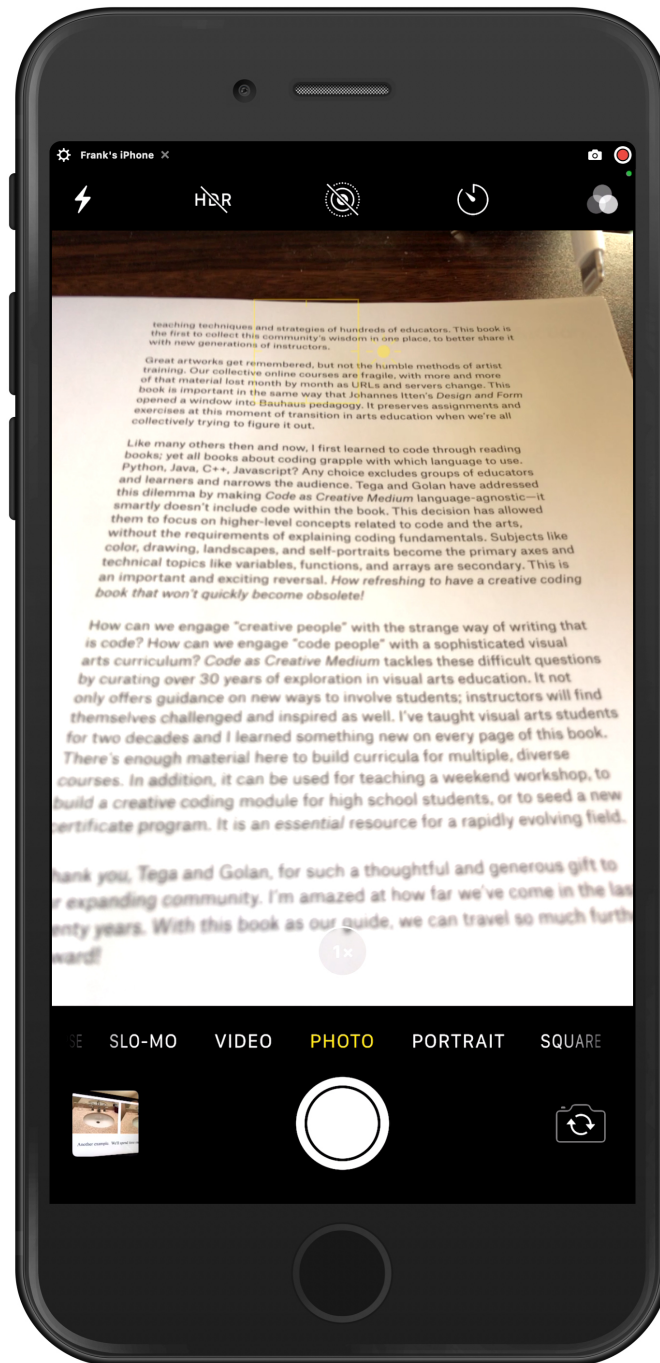 Frank's iPhone
HDR
teaching techniques and strategies of hundreds of educators. This book is
the first to collect this community's wisdom in one place, to better share it
with new generations of instructors.
Great artworks get remembered, but not the humble methods of artist
training. Our collective online courses are fragile, with more and more
of that material lost month by month as URLs and servers change. This
book is important in the same way that Johannes Itten's Design and Form
opened a window into Bauhaus pedagogy. It preserves assignments and
exercises at this moment of transition in arts education when we're all
collectively trying to figure it out.
Like many others then and now, I first learned to code through reading
books; yet all books about coding grapple with which language to use.
Python, Java, C++, Javascript? Any choice excludes groups of educators
and learners and narrows the audience. Tega and Golan have addressed
this dilemma by making Code as Creative Medium language-agnostic—it
smartly doesn't include code within the book. This decision has allowed
them to focus on higher-level concepts related to code and the arts,
without the requirements of explaining coding fundamentals. Subjects like
color, drawing, landscapes, and self-portraits become the primary axes and
technical topics like variables, functions, and arrays are secondary. This is
an important and exciting reversal. How refreshing to have a creative coding
book that won't quickly become obsolete!
How can we engage "creative people" with the strange way of writing that
is code? How can we engage "code people" with a sophisticated visual
arts curriculum? Code as Creative Medium tackles these difficult questions
by curating over 30 years of exploration in visual arts education. It not
only offers guidance on new ways to involve students; instructors will find
themselves challenged and inspired as well. I've taught visual arts students
for two decades and I learned something new on every page of this book.
There's enough material here to build curricula for multiple, diverse
courses. In addition, it can be used for teaching a weekend workshop, to
build a creative coding module for high school students, or to seed a new
certificate program. It is an essential resource for a rapidly evolving field.
hank you, Tega and Golan, for such a thoughtful and generous gift to
r expanding community. I'm amazed at how far we've come in the las
enty years. With this book as our guide, we can travel so much furth
ward!
1×
SE SLO-MO VIDEO PHOTO PORTRAIT SQUARE
Another example.